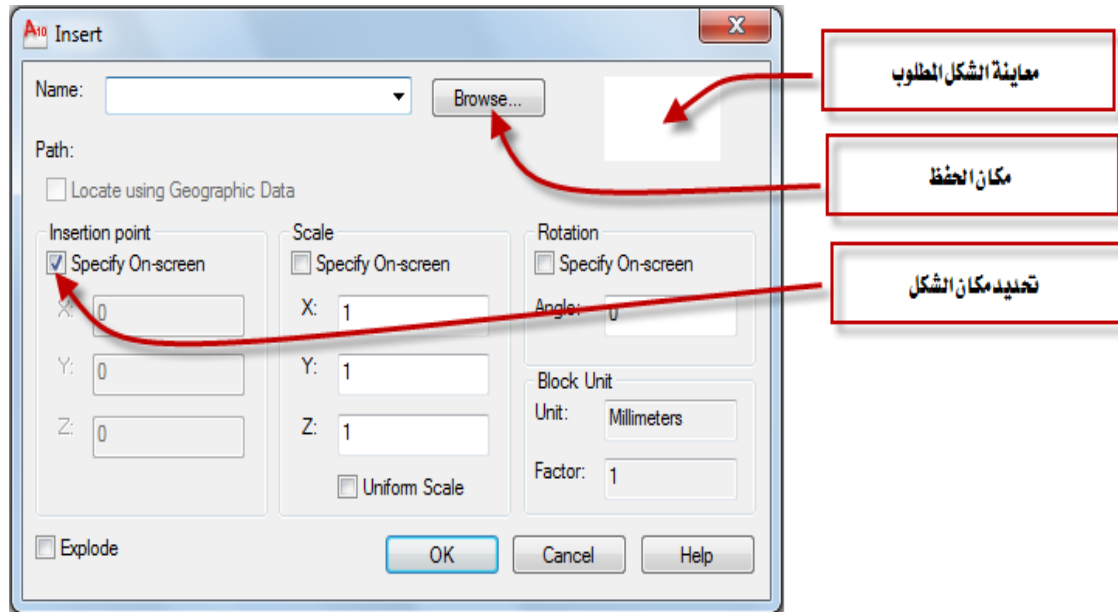 A10 Insert
Name:
Browse...
معاينة الشكل المطلوب
Path:
مكان الحفظ
Locate using Geographic Data
Insertion point
Scale
Rotation
Specify On-screen
Specify On-screen
Specify On-screen
تحديد مكان الشكل
X: 0
X: 1
Angle: 0
Y: 0
Y: 1
Block Unit
Unit: Millimeters
Z: 0
Z: 1
Factor: 1
Uniform Scale
Explode
OK
Cancel
Help